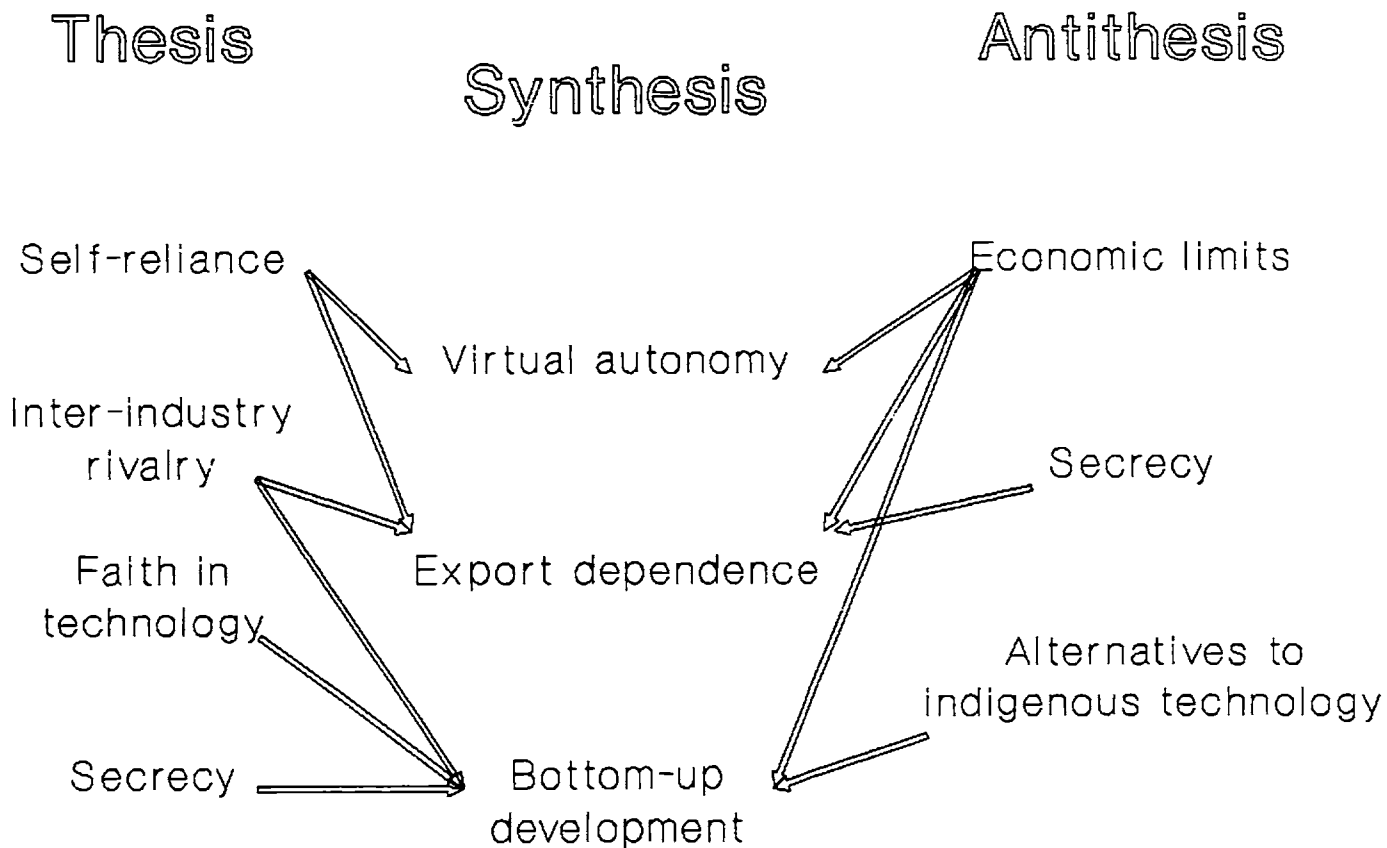 Thesis
Synthesis
Antithesis
Self-reliance
Economic limits
Virtual autonomy
Inter-industry
rivalry
Secrecy
Export dependence
Faith in
technology
Alternatives to
indigenous technology
Secrecy
Bottom-up
development